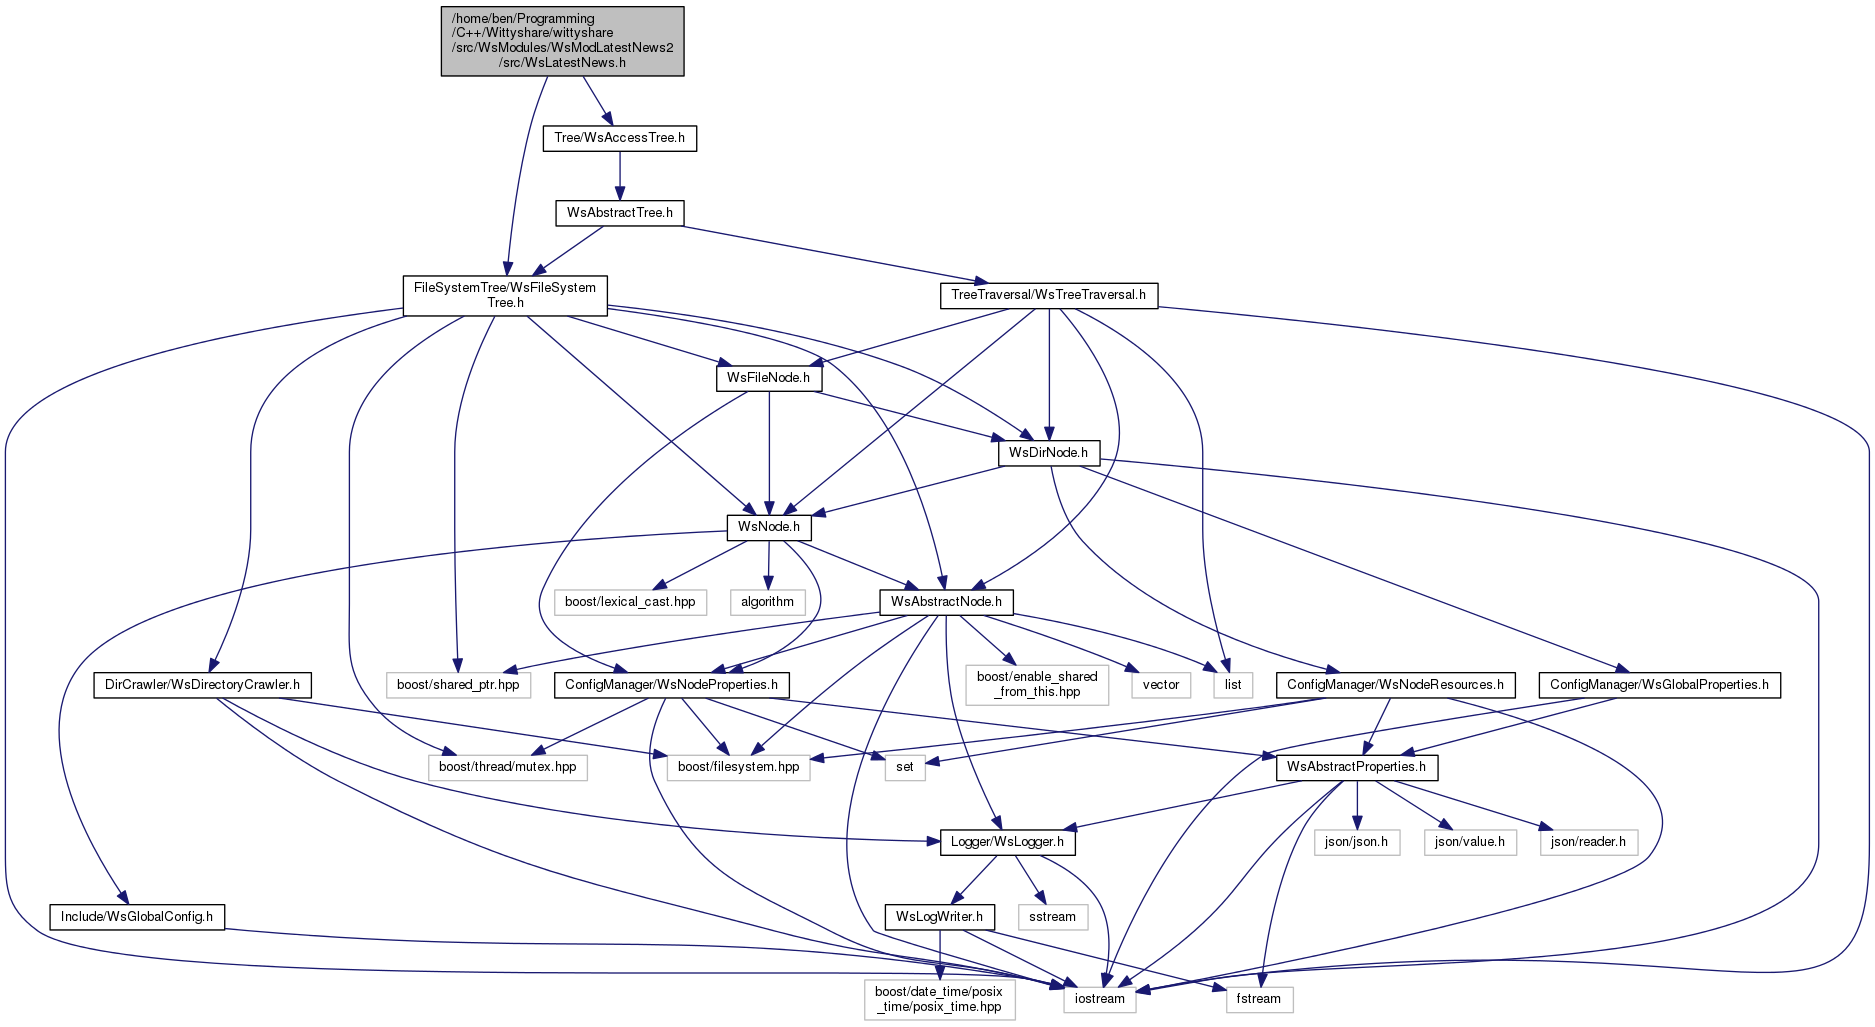 /home/ben/Programming
/C++/Wittyshare/wittyshare
/src/WsModules/WsModLatestNews2
/src/WsLatestNews.h
Tree/WsAccessTree.h
WsAbstractTree.h
FileSystemTree/WsFileSystem
Tree.h
TreeTraversal/WsTreeTraversal.h
WsFileNode.h
WsDirNode.h
WsNode.h
boost/lexical_cast.hpp
algorithm
WsAbstractNode.h
DirCrawler/WsDirectoryCrawler.h
boost/shared_ptr.hpp
ConfigManager/WsNodeProperties.h
boost/enable_shared
_from_this.hpp
vector
list
ConfigManager/WsNodeResources.h
ConfigManager/WsGlobalProperties.h
boost/thread/mutex.hpp
boost/filesystem.hpp
set
WsAbstractProperties.h
Logger/WsLogger.h
json/json.h
json/value.h
json/reader.h
Include/WsGlobalConfig.h
WsLogWriter.h
sstream
boost/date_time/posix
_time/posix_time.hpp
iostream
fstream